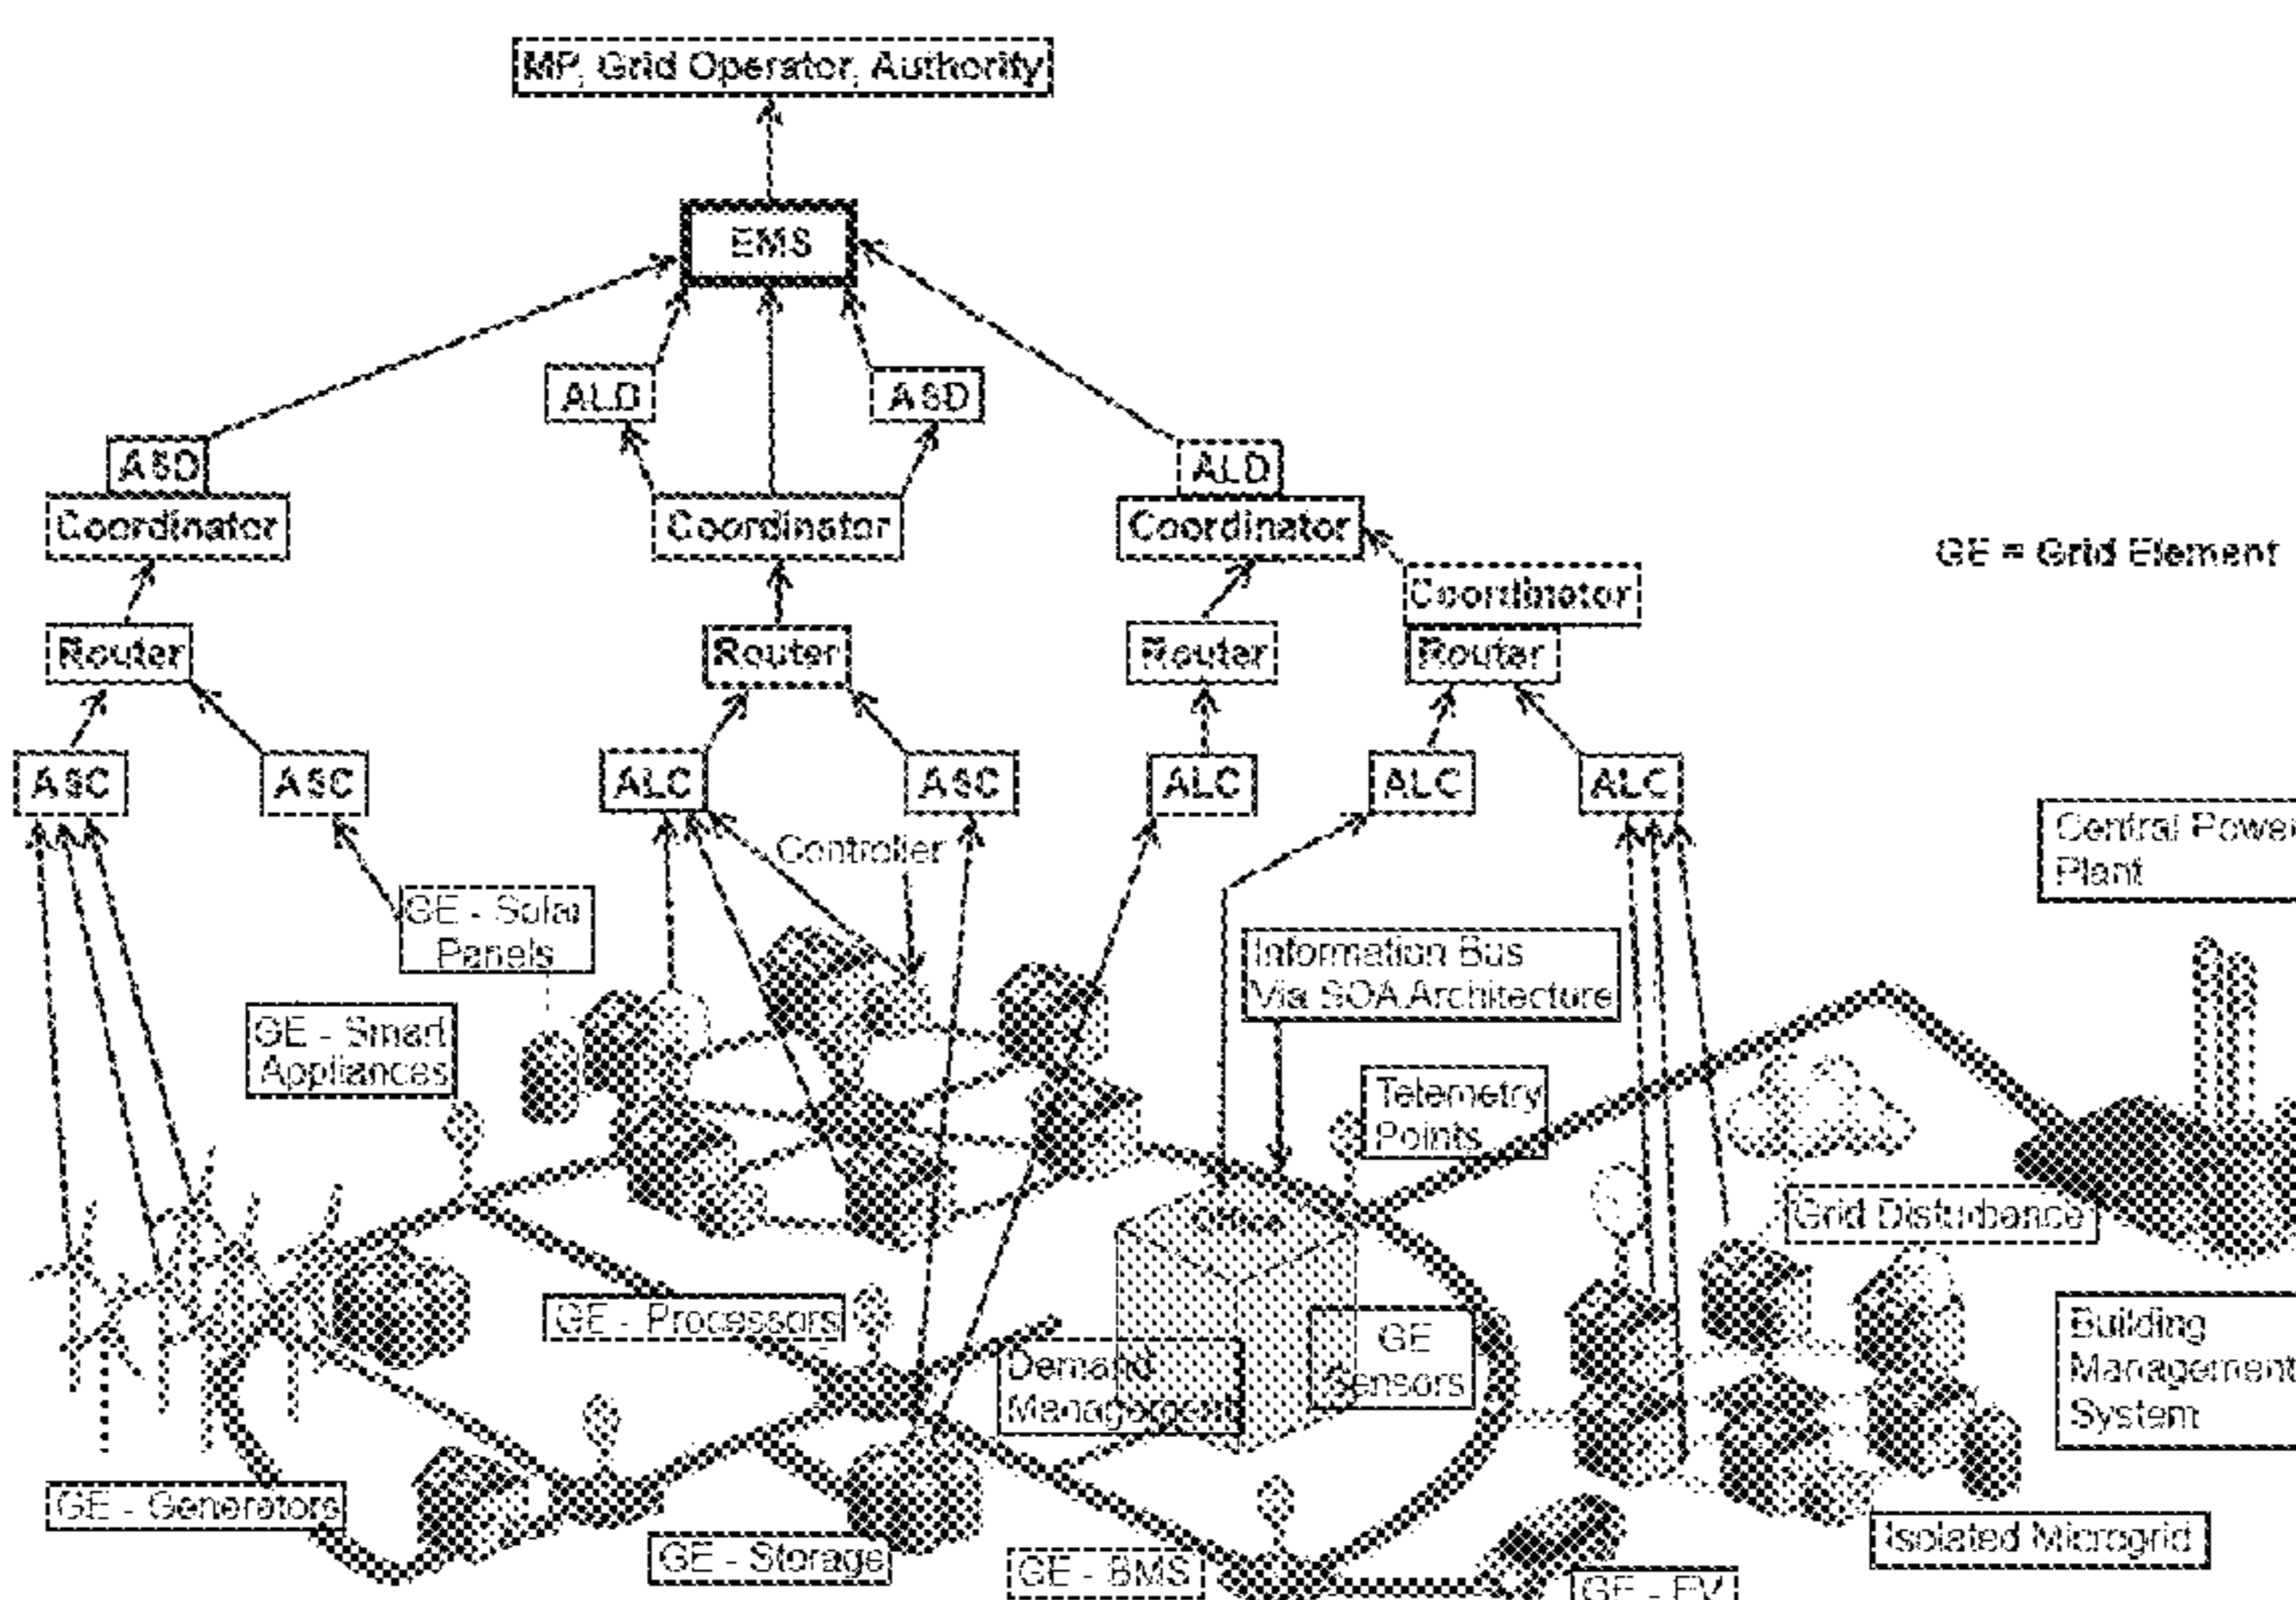 MP, Grid Operator, Authority
EMS
ALD
ASD
ASD
ALD
Coordinator
Coordinator
Coordinator
Coordinator
GE = Grid Element
Router
Router
Router
Router
ASC
ASC
ALC
ASC
ALC
ALC
ALC
Controller
Central Power
Plant
GE - Solar
Panels
Information Bus
Via SOA Architecture
GE - Smart
Appliances
Telemetry
Points
Grid Disturbance
GE - Processors
GE
Sensors
Demand
Management
Building
Management
System
GE - Generators
GE - Storage
GE - BMS
Isolated Microgrid
GE - EV